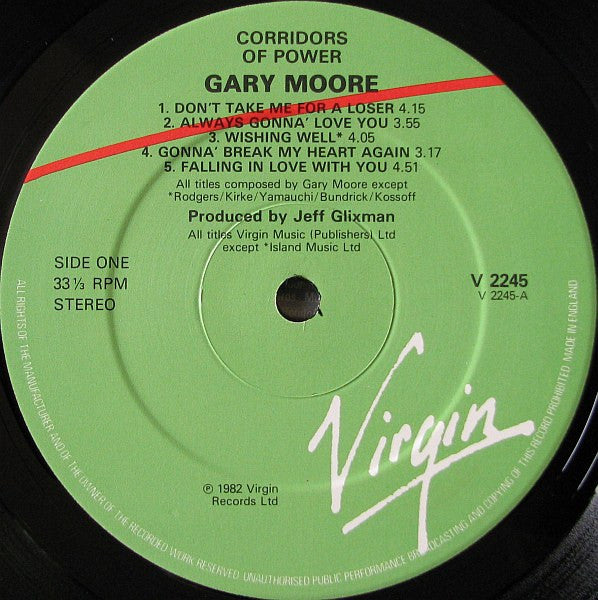 CORRIDORS
OF POWER
GARY MOORE
1. DON'T TAKE ME FOR A LOSER 4.15
2. ALWAYS GONNA' LOVE YOU 3.55
3. WISHING WELL* 4.05
4. GONNA' BREAK MY HEART AGAIN 3.17
5. FALLING IN LOVE WITH YOU 4.51
All titles composed by Gary Moore except
*Rodgers/Kirke/Yamauchi/Bundrick/Kossoff
Produced by Jeff Glixman
All titles Virgin Music (Publishers) Ltd
except *Island Music Ltd
SIDE ONE
33⅓ RPM
STEREO
V 2245
V 2245-A
Virgin
℗ 1982 Virgin
Records Ltd
ALL RIGHTS OF THE MANUFACTURER AND OF THE OWNER OF THE RECORDED WORK RESERVED UNAUTHORISED PUBLIC PERFORMANCE BROADCASTING AND COPYING OF THIS RECORD PROHIBITED MADE IN ENGLAND